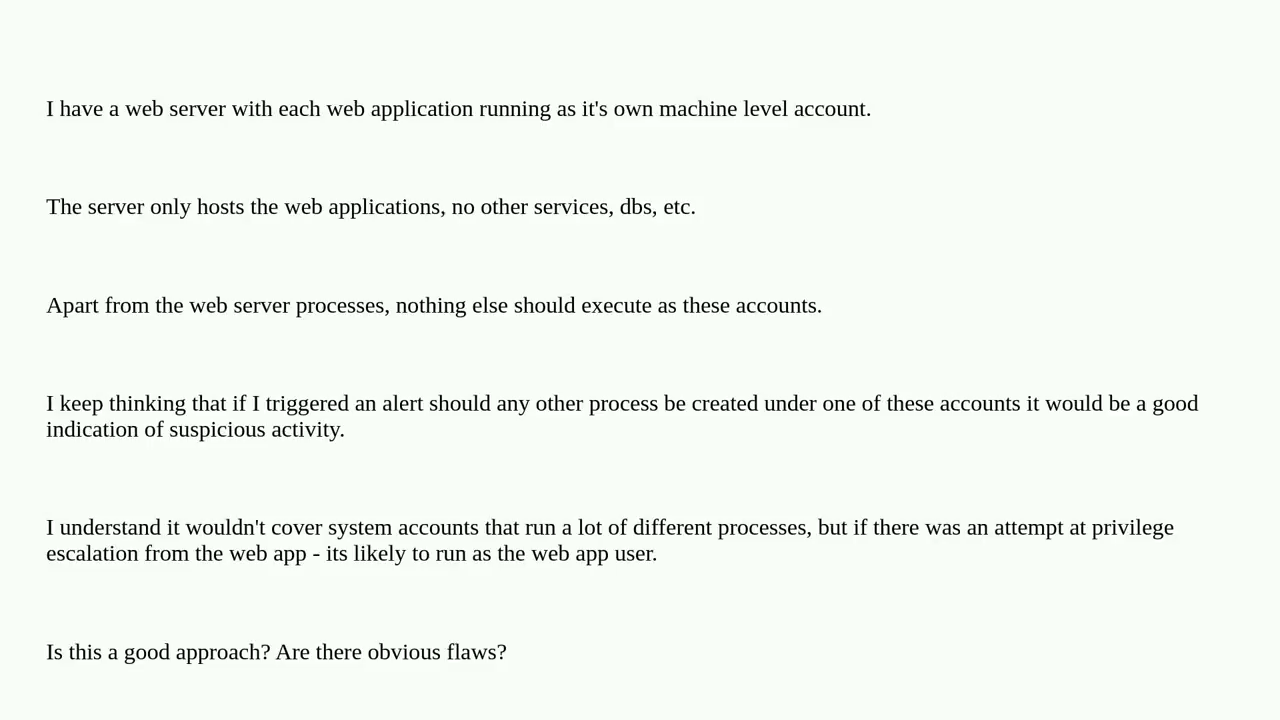 I have a web server with each web application running as it's own machine level account.
The server only hosts the web applications, no other services, dbs, etc.
Apart from the web server processes, nothing else should execute as these accounts.
I keep thinking that if I triggered an alert should any other process be created under one of these accounts it would be a good
indication of suspicious activity.
I understand it wouldn't cover system accounts that run a lot of different processes, but if there was an attempt at privilege
escalation from the web app - its likely to run as the web app user.
Is this a good approach? Are there obvious flaws?